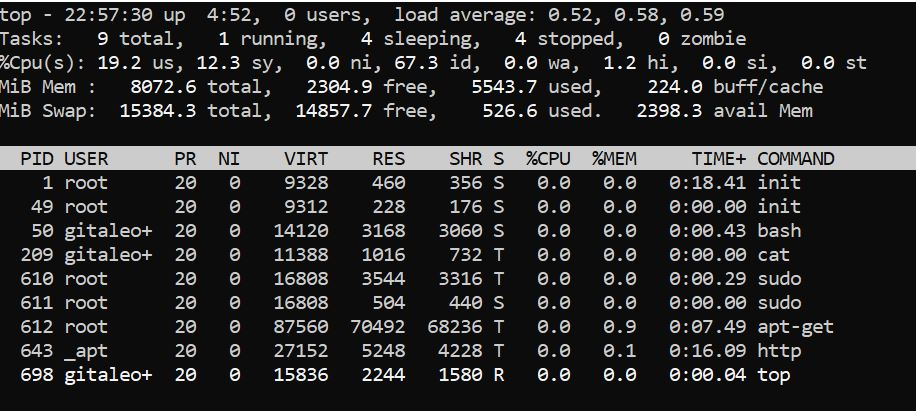 top - 22:57:30 up  4:52,  0 users,  load average: 0.52, 0.58, 0.59
Tasks:   9 total,   1 running,   4 sleeping,   4 stopped,   0 zombie
%Cpu(s): 19.2 us, 12.3 sy,  0.0 ni, 67.3 id,  0.0 wa,  1.2 hi,  0.0 si,  0.0 st
MiB Mem :   8072.6 total,   2304.9 free,   5543.7 used,    224.0 buff/cache
MiB Swap:  15384.3 total,  14857.7 free,    526.6 used.   2398.3 avail Mem
  PID USER      PR  NI    VIRT    RES    SHR S  %CPU  %MEM     TIME+ COMMAND
    1 root      20   0    9328    460    356 S   0.0   0.0   0:18.41 init
   49 root      20   0    9312    228    176 S   0.0   0.0   0:00.00 init
   50 gitaleo+  20   0   14120   3168   3060 S   0.0   0.0   0:00.43 bash
  209 gitaleo+  20   0   11388   1016    732 T   0.0   0.0   0:00.00 cat
  610 root      20   0   16808   3544   3316 T   0.0   0.0   0:00.29 sudo
  611 root      20   0   16808    504    440 S   0.0   0.0   0:00.00 sudo
  612 root      20   0   87560  70492  68236 T   0.0   0.9   0:07.49 apt-get
  643 _apt      20   0   27152   5248   4228 T   0.0   0.1   0:16.09 http
  698 gitaleo+  20   0   15836   2244   1580 R   0.0   0.0   0:00.04 top